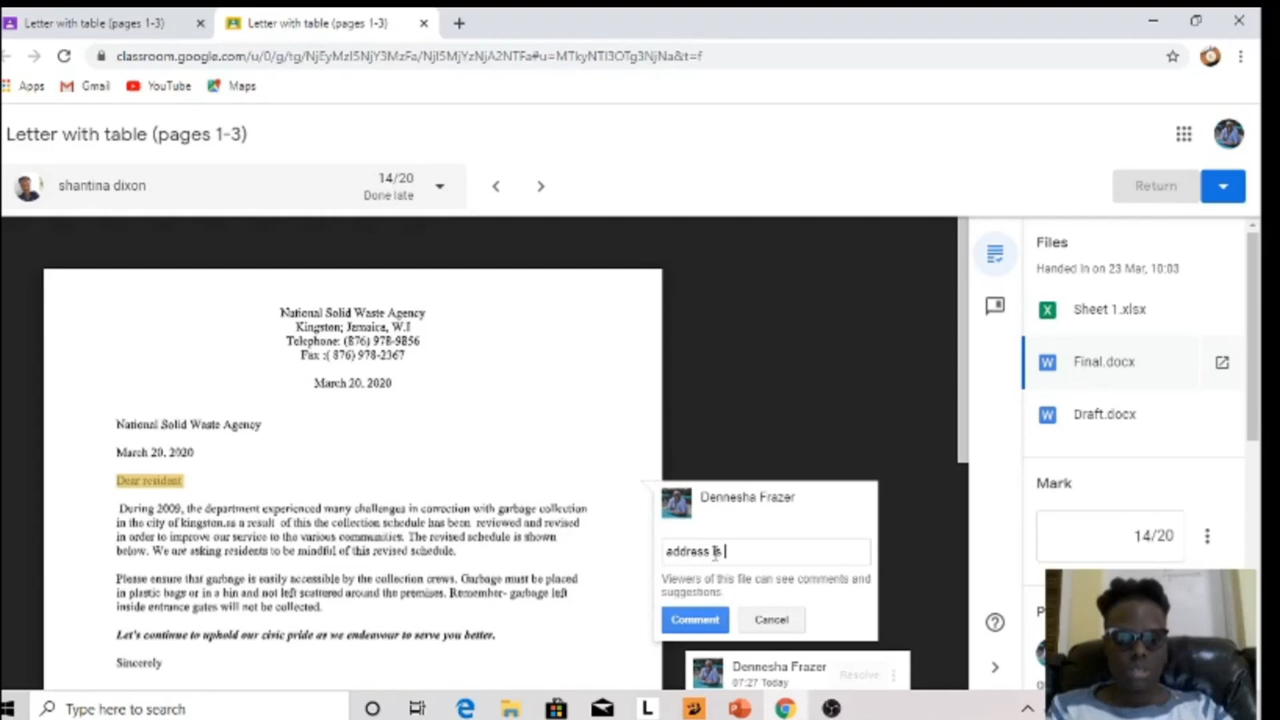 Letter with table (pages 1-3)
Letter with table (pages 1-3)
classroom.google.com/u/0/g/tg/
Apps
Gmail
YouTube
Maps
Letter with table (pages 1-3)
shantina dixon
14/20
Done late
Return
National Solid Waste Agency
Kingston; Jamaica, W.I
Telephone: (876) 978-9856
Fax :( 876) 978-2367
March 20, 2020
National Solid Waste Agency
March 20, 2020
Dear resident
During 2009, the department experienced many challenges in correction with garbage collection
in the city of kingston.as a result of this the collection schedule has been reviewed and revised
in order to improve our service to the various communities. The revised schedule is shown
below. We are asking residents to be mindful of this revised schedule.
Please ensure that garbage is easily accessible by the collection crews. Garbage must be placed
in plastic bags or in a bin and not left scattered around the premises. Remember- garbage left
inside entrance gates will not be collected.
Let's continue to uphold our civic pride as we endeavour to serve you better.
Sincerely
Dennesha Frazer
address is
Viewers of this file can see comments and
suggestions.
Comment
Cancel
Dennesha Frazer
07:27 Today
Resolve
Files
Handed in on 23 Mar, 10:03
Sheet 1.xlsx
Final.docx
Draft.docx
Mark
14/20
Type here to search